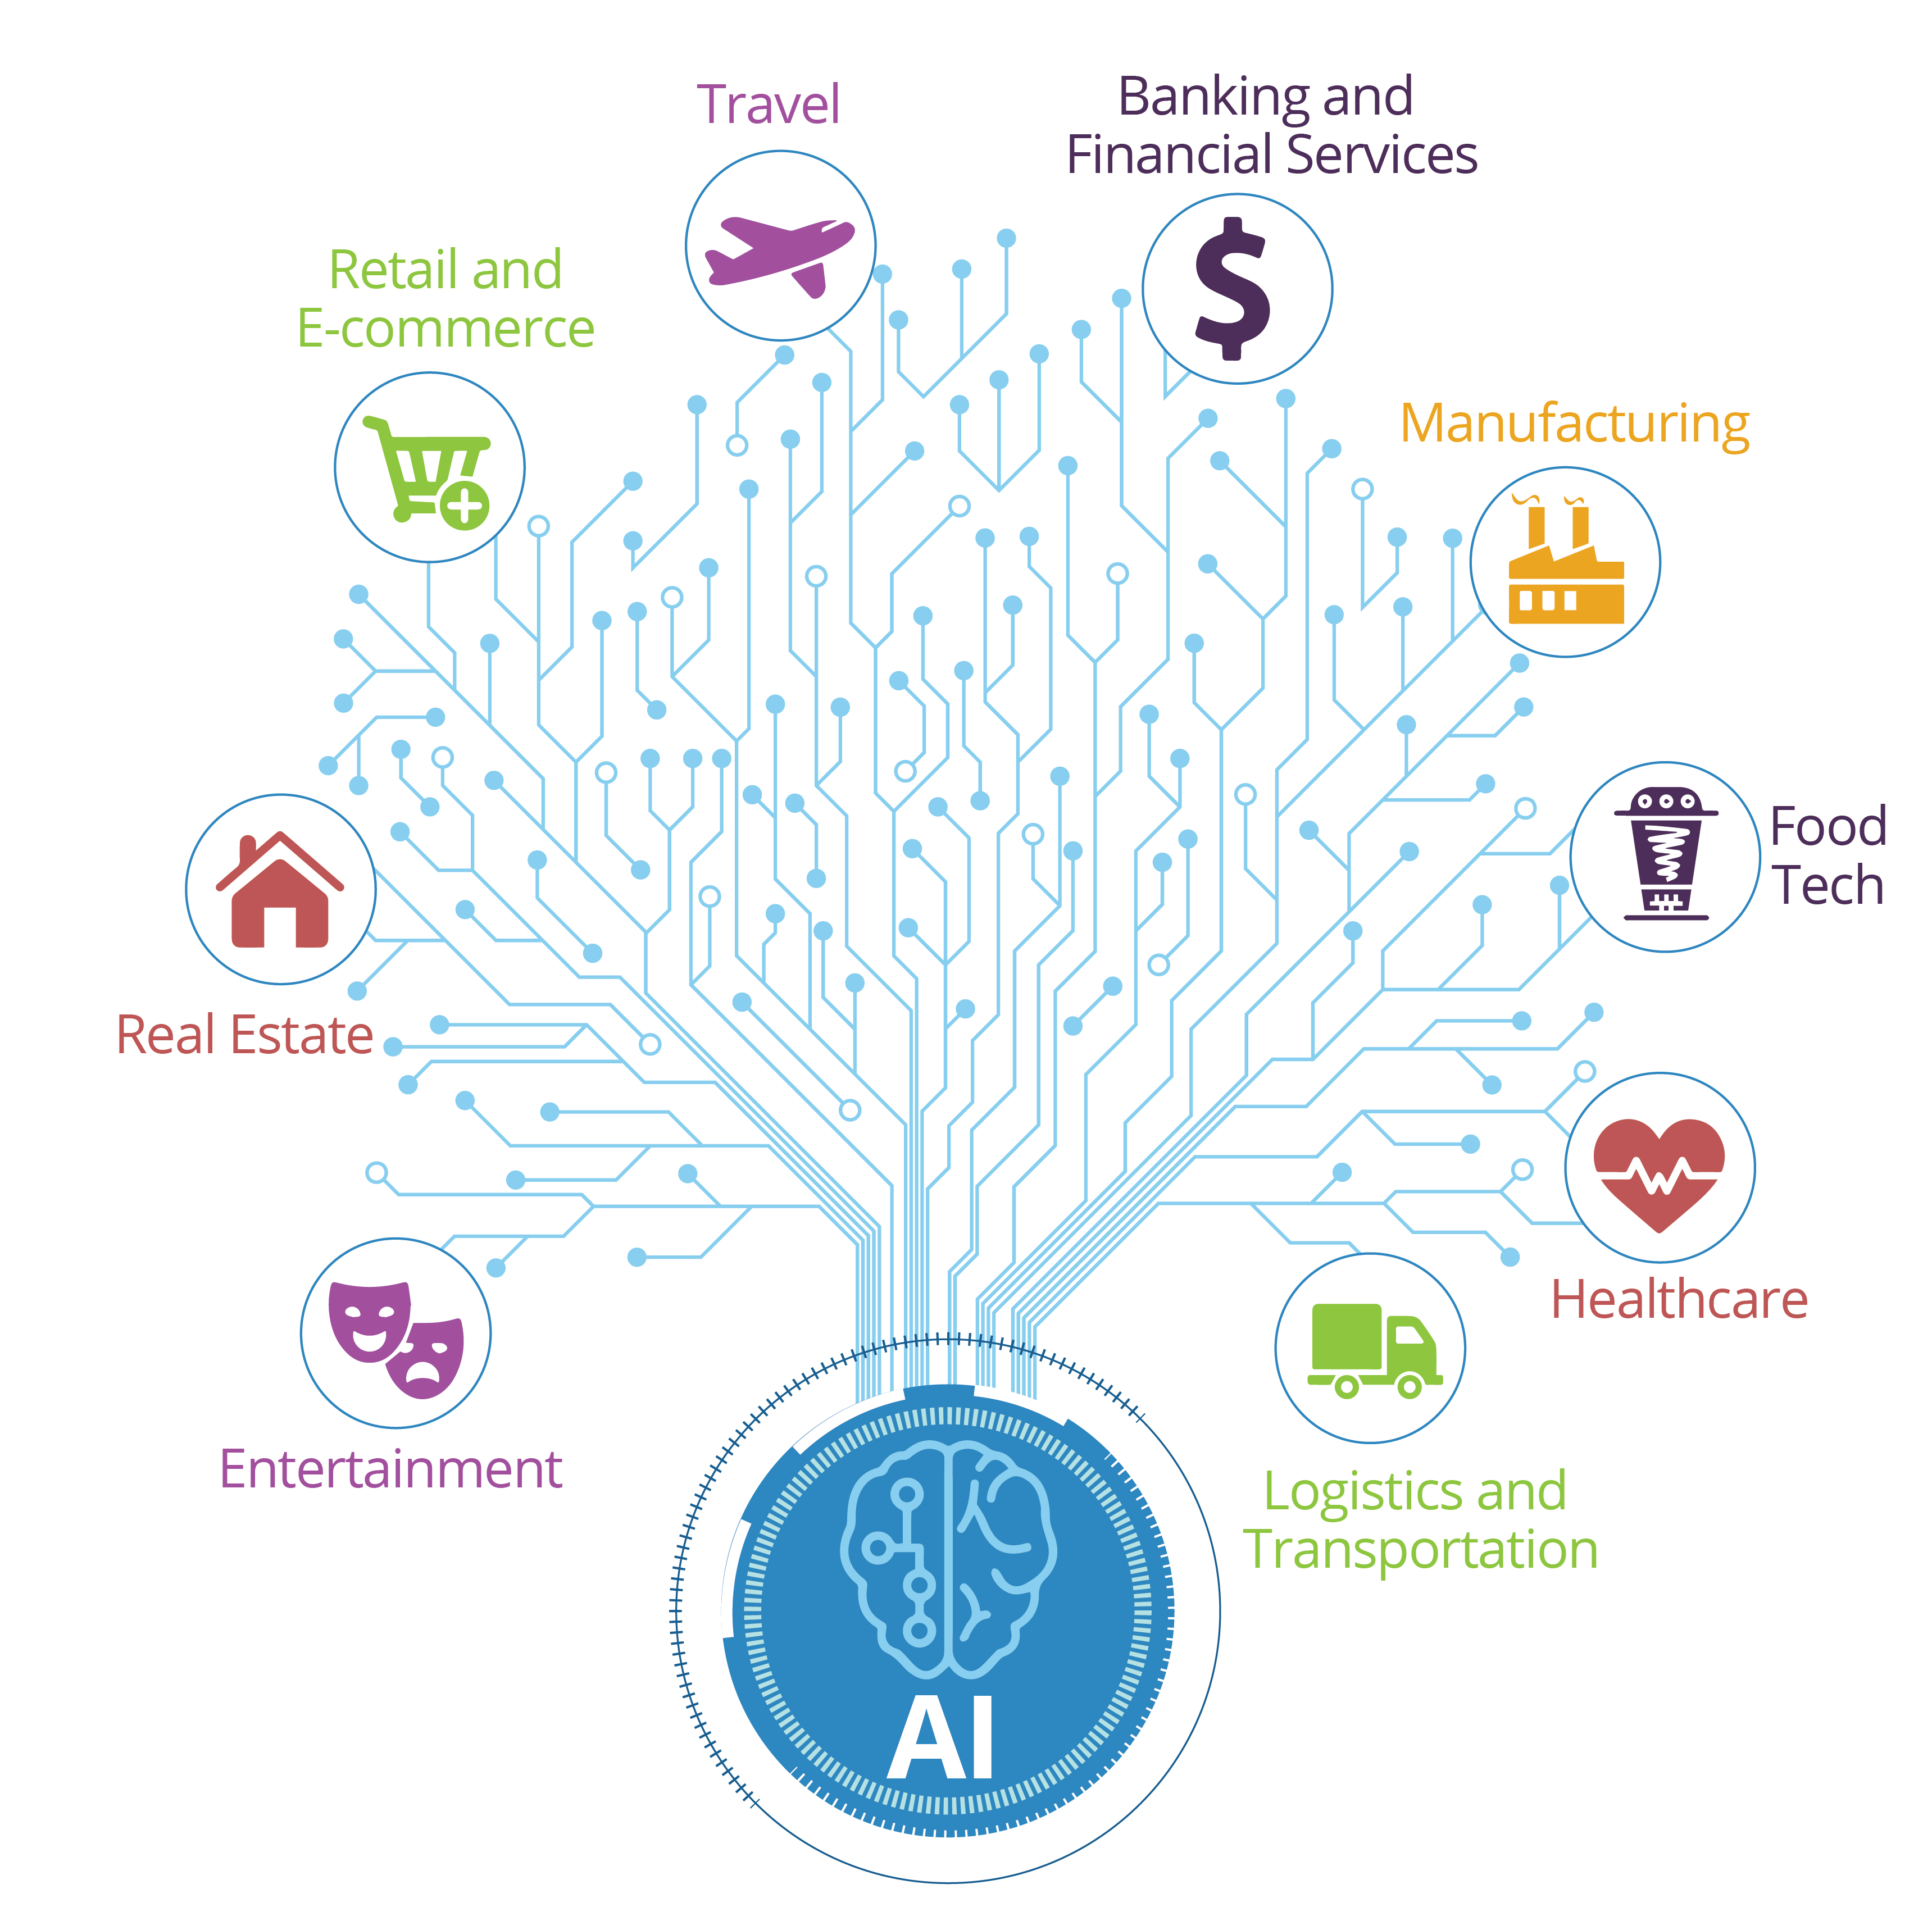 Travel
Banking and
Financial Services
Retail and
E-commerce
Manufacturing
Food
Tech
Real Estate
Healthcare
Entertainment
Logistics and
Transportation
AI